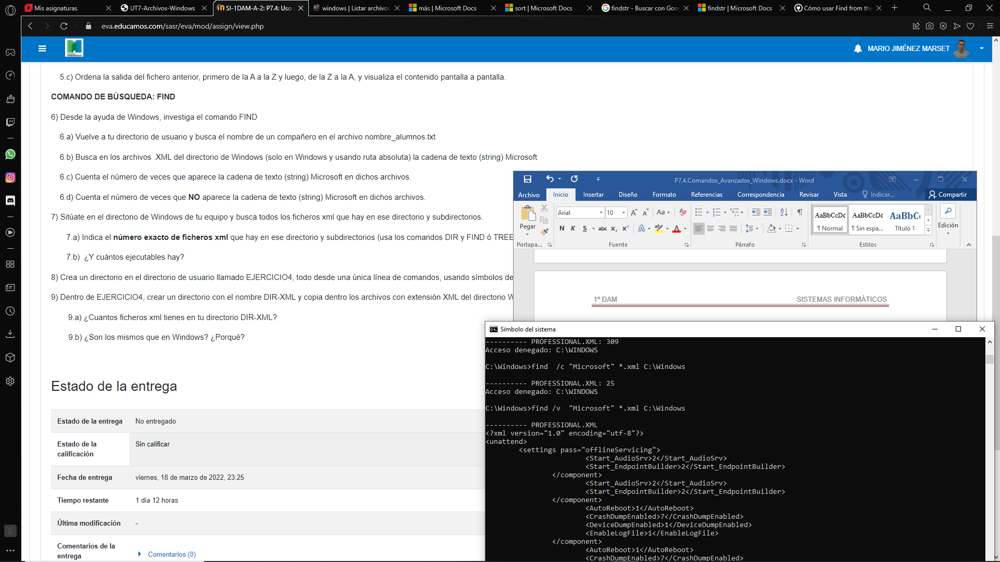 Mis asignaturas
UT7-Archivos-Windows
SI-1DAM-A-2: P7.4: Uso
windows | Listar archivos
más | Microsoft Docs
sort | Microsoft Docs
findstr - Buscar con Goo
findstr | Microsoft Docs
Cómo usar Find from the
eva.educamos.com/sasr/eva/mod/assign/view.php
MARIO JIMÉNEZ MARSET
5.c) Ordena la salida del fichero anterior, primero de la A a la Z y luego, de la Z a la A, y visualiza el contenido pantalla a pantalla.
COMANDO DE BÚSQUEDA: FIND
6) Desde la ayuda de Windows, investiga el comando FIND
6.a) Vuelve a tu directorio de usuario y busca el nombre de un compañero en el archivo nombre_alumnos.txt
6.b) Busca en los archivos .XML del directorio de Windows (solo en Windows y usando ruta absoluta) la cadena de texto (string) Microsoft
6.c) Cuenta el número de veces que aparece la cadena de texto (string) Microsoft en dichos archivos.
6.d) Cuenta el número de veces que NO aparece la cadena de texto (string) Microsoft en dichos archivos.
7) Sitúate en el directorio de Windows de tu equipo y busca todos los ficheros xml que hay en ese directorio y subdirectorios.
7.a) Indica el número exacto de ficheros xml que hay en ese directorio y subdirectorios (usa los comandos DIR y FIND ó TREE
7.b) ¿Y cuántos ejecutables hay?
8) Crea un directorio en el directorio de usuario llamado EJERCICIO4, todo desde una única línea de comandos, usando símbolos de
9) Dentro de EJERCICIO4, crear un directorio con el nombre DIR-XML y copia dentro los archivos con extensión XML del directorio W
9.a) ¿Cuantos ficheros xml tienes en tu directorio DIR-XML?
9.b) ¿Son los mismos que en Windows? ¿Porqué?
Estado de la entrega
Estado de la entrega No entregado
Estado de la calificación Sin calificar
Fecha de entrega viernes, 18 de marzo de 2022, 23:25
Tiempo restante 1 día 12 horas
Última modificación -
Comentarios de la entrega Comentarios (0)
P7.4.Comandos_Avanzados_Windows.docx - Word
Archivo Inicio Insertar Diseño Formato Referencias Correspondencia Revisar Vista Indicar... Compartir
Arial 10 Aa
Pegar
N K S abc x₂ x² A ab A
AaBbCcDd AaBbCcDd AaBbC
¶ Normal ¶ Sin espa... Título 1
Edición
Portapa... Fuente Párrafo Estilos
1º DAM SISTEMAS INFORMÁTICOS
Símbolo del sistema
---------- PROFESSIONAL.XML: 309
Acceso denegado: C:\WINDOWS
C:\Windows>find  /c "Microsoft" *.xml C:\Windows
---------- PROFESSIONAL.XML: 25
Acceso denegado: C:\WINDOWS
C:\Windows>find /v  "Microsoft" *.xml C:\Windows
---------- PROFESSIONAL.XML
<?xml version="1.0" encoding="utf-8"?>
<unattend>
<settings pass="offlineServicing">
<Start_AudioSrv>2</Start_AudioSrv>
<Start_EndpointBuilder>2</Start_EndpointBuilder>
</component>
<Start_AudioSrv>2</Start_AudioSrv>
<Start_EndpointBuilder>2</Start_EndpointBuilder>
</component>
<AutoReboot>1</AutoReboot>
<CrashDumpEnabled>7</CrashDumpEnabled>
<DeviceDumpEnabled>1</DeviceDumpEnabled>
<EnableLogFile>1</EnableLogFile>
</component>
<AutoReboot>1</AutoReboot>
<CrashDumpEnabled>7</CrashDumpEnabled>